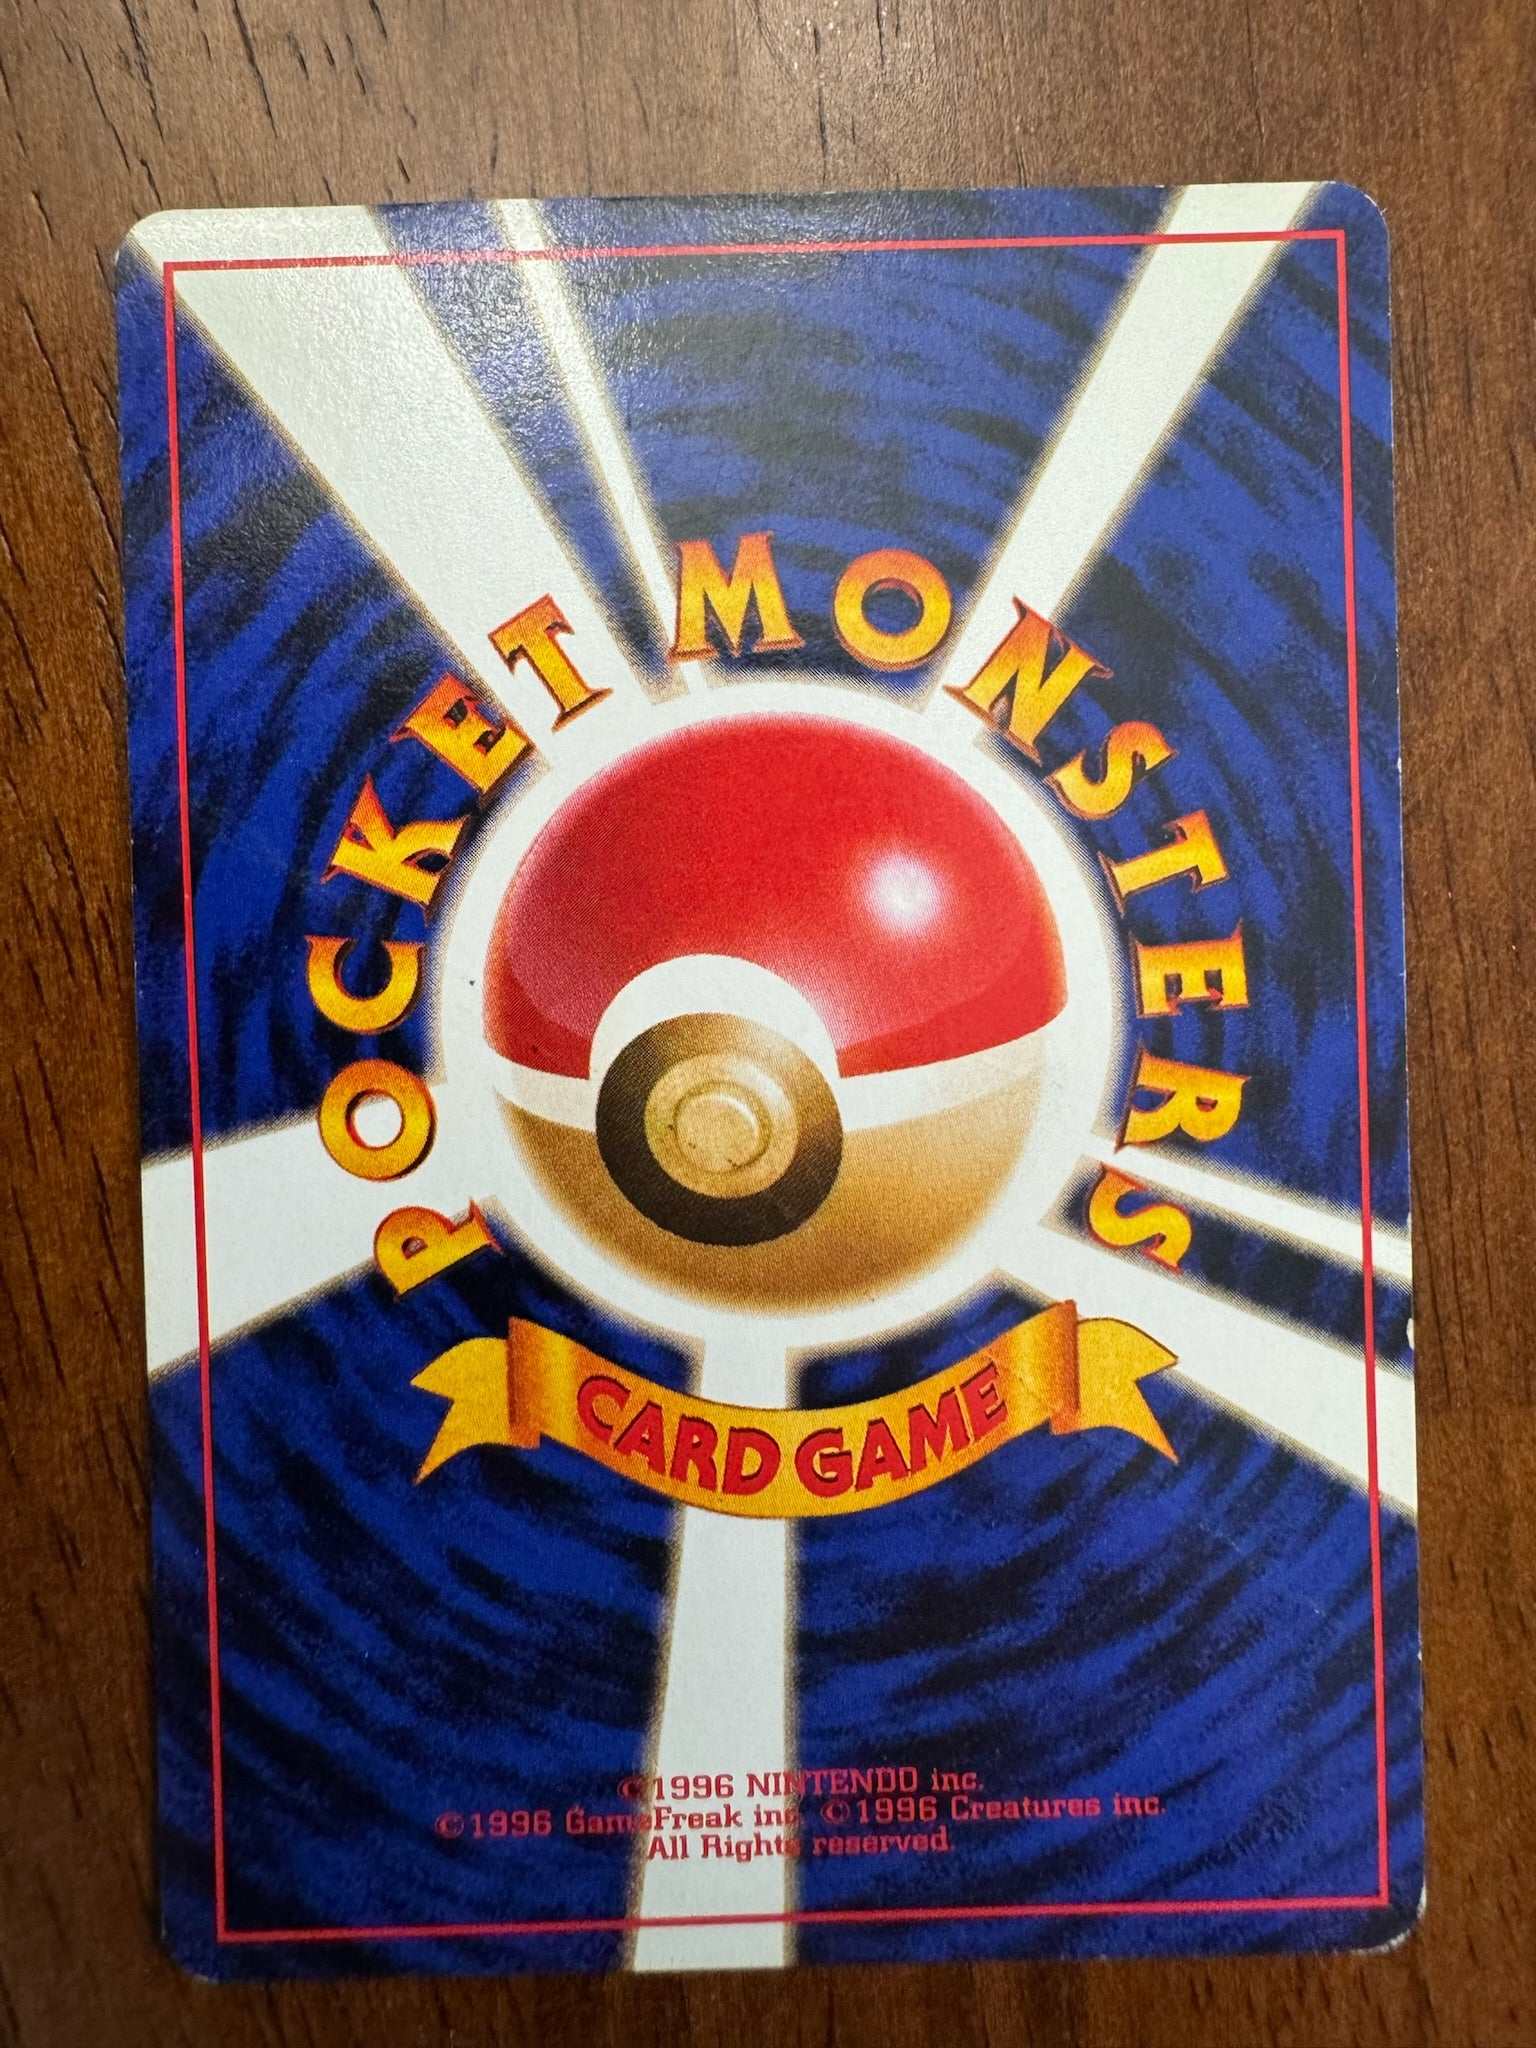 POCKET MONSTERS
CARD GAME
©1996 NINTENDO inc.
©1996 GameFreak inc. ©1996 Creatures inc.
All Rights reserved.